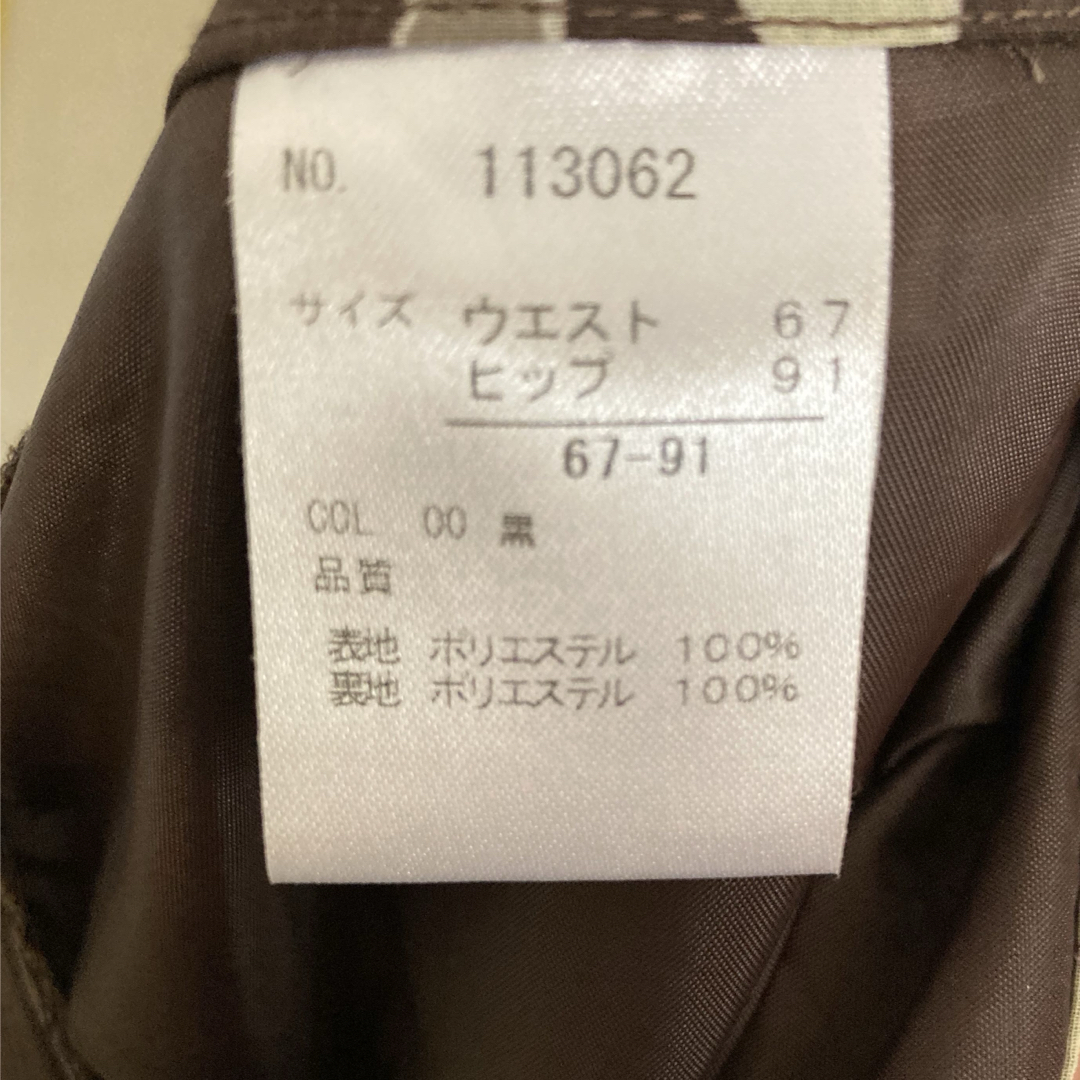 NO. 113062
サイズ ウエスト 67
ヒップ 91
67-91
COL 00 黒
品質
表地 ポリエステル 100%
裏地 ポリエステル 100%